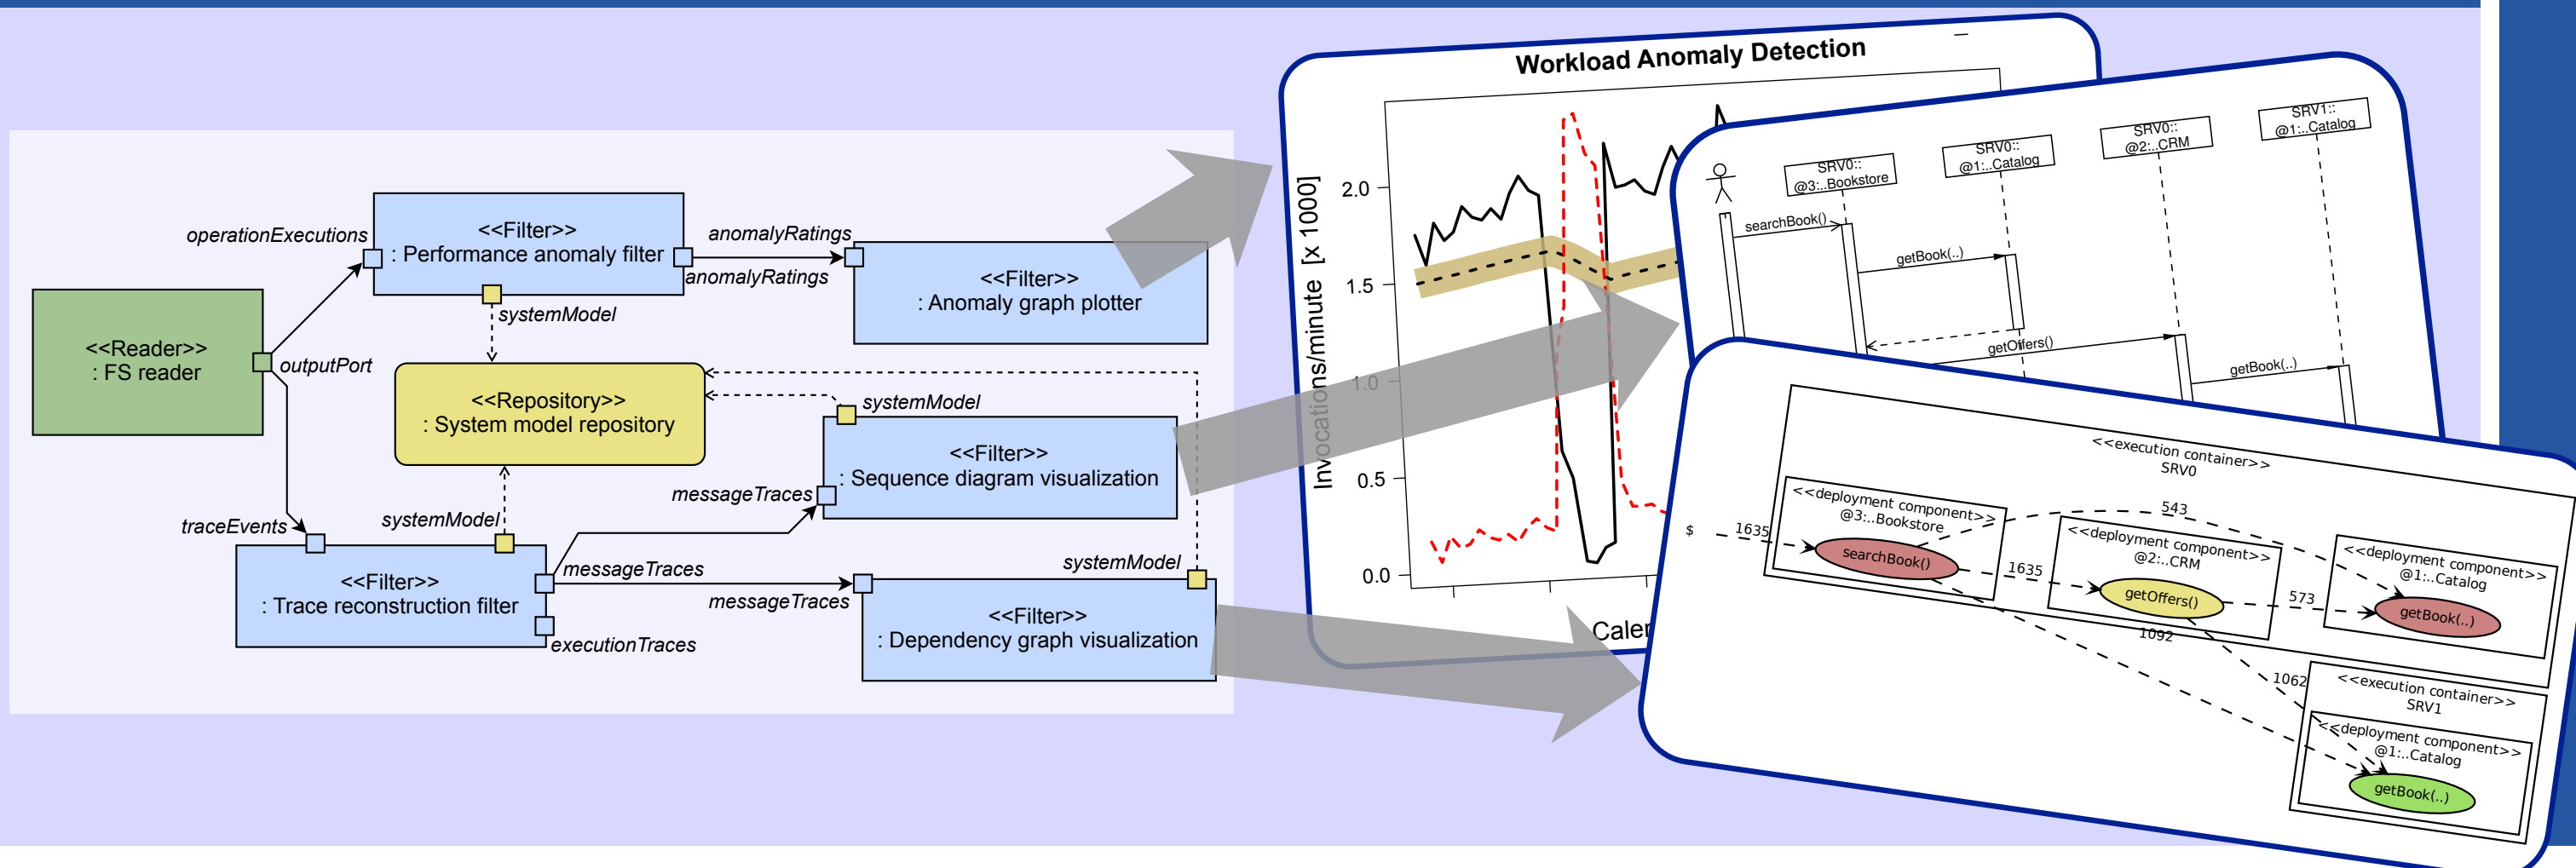 operationExecutions
<<Filter>>
: Performance anomaly filter
anomalyRatings
anomalyRatings
<<Filter>>
: Anomaly graph plotter
systemModel
<<Reader>>
: FS reader
outputPort
<<Repository>>
: System model repository
systemModel
<<Filter>>
: Sequence diagram visualization
messageTraces
traceEvents
systemModel
<<Filter>>
: Trace reconstruction filter
messageTraces
messageTraces
executionTraces
systemModel
<<Filter>>
: Dependency graph visualization
Workload Anomaly Detection
Invocations/minute [x 1000]
2.0
1.5
1.0
0.5
0.0
SRV0::
@3:..Bookstore
SRV0::
@1:..Catalog
SRV0::
@2:..CRM
SRV1::
@1:..Catalog
searchBook()
getBook(..)
getOffers()
getBook(..)
<<execution container>>
SRV0
<<deployment component>>
@3:..Bookstore
searchBook()
$
1635
543
<<deployment component>>
@2:..CRM
getOffers()
1635
573
<<deployment component>>
@1:..Catalog
getBook(..)
1092
1062
<<execution container>>
SRV1
<<deployment component>>
@1:..Catalog
getBook(..)